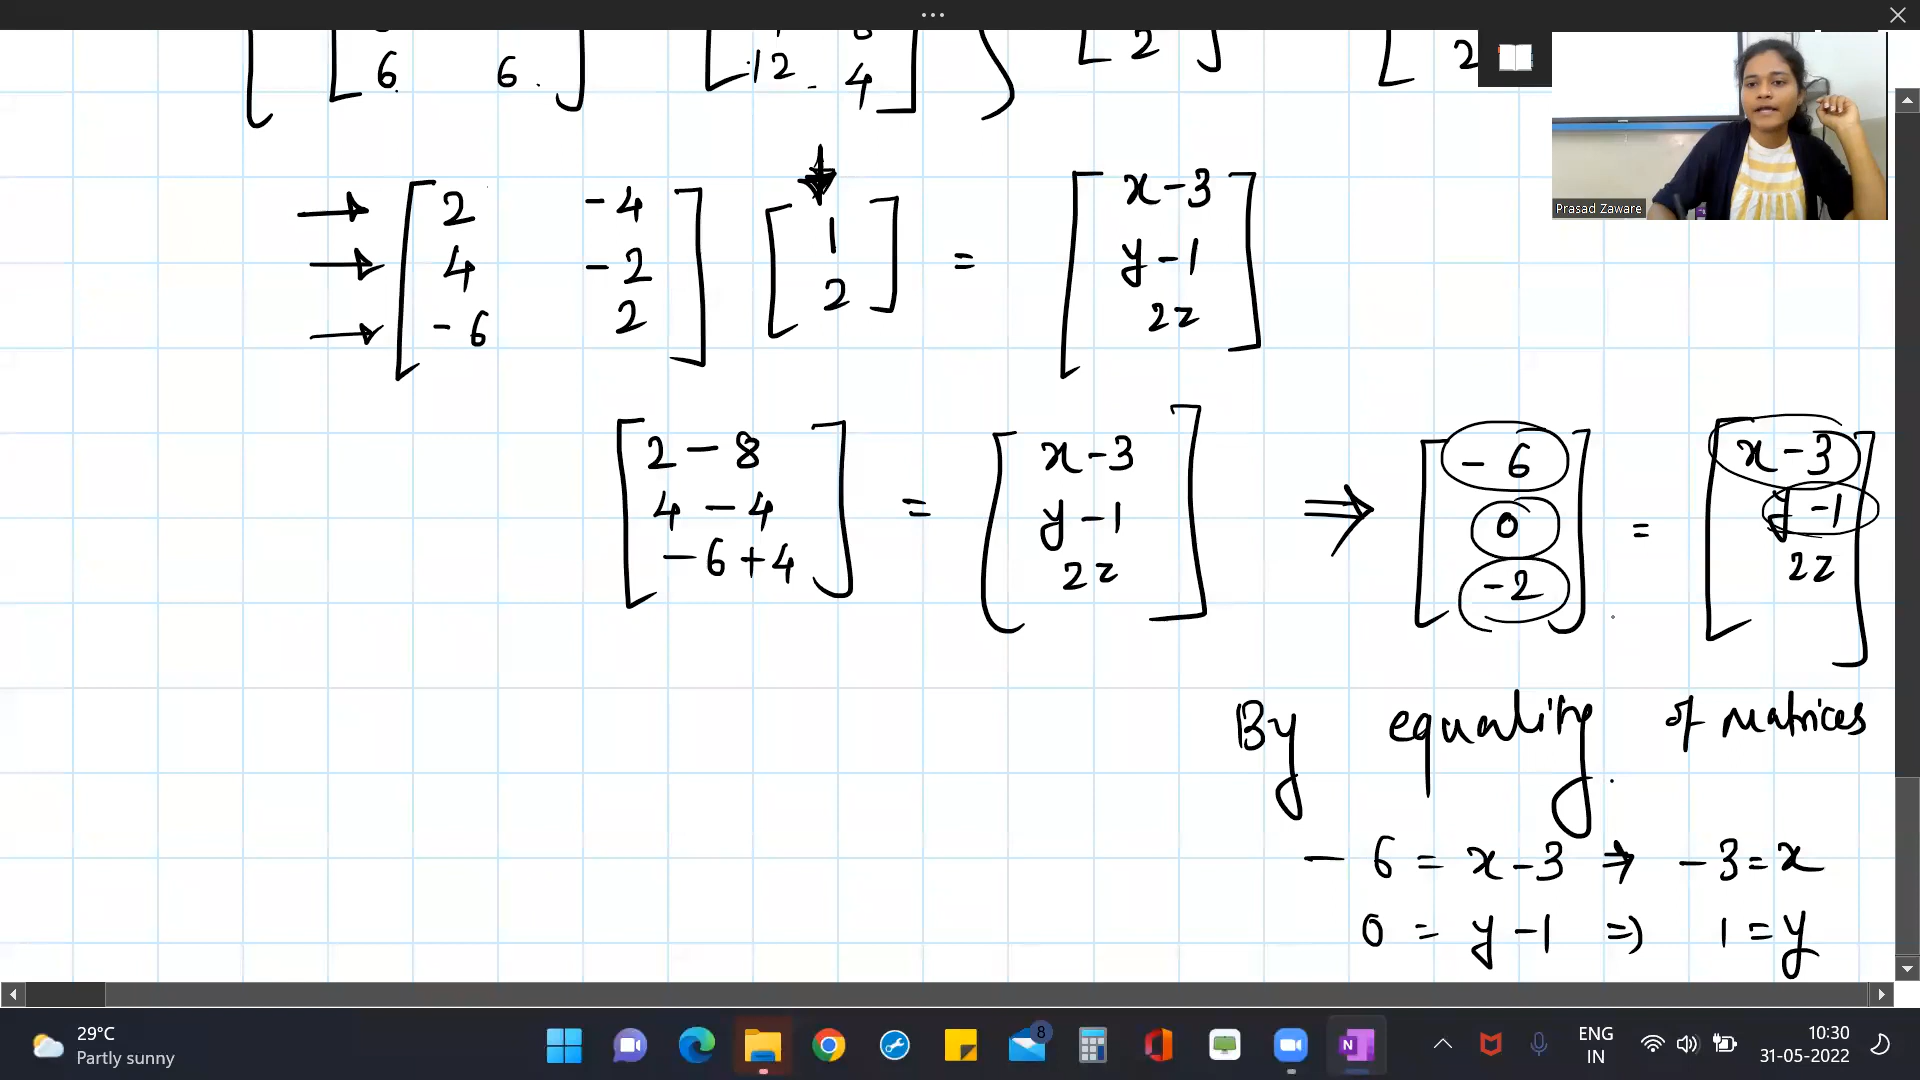 6 6 12 4 2 2
Prasad Zaware
2 -4 1 x-3
4 -2 2 = y-1
-6 2 2z
2-8 x-3 -6 x-3
4-4 = y-1 ⇒ 0 = y-1
-6+4 2z -2 2z
By equality of matrices
-6 = x-3 ⇒ -3=x
0 = y-1 ⇒ 1=y
29°C
Partly sunny
8
N
ENG
IN
10:30
31-05-2022